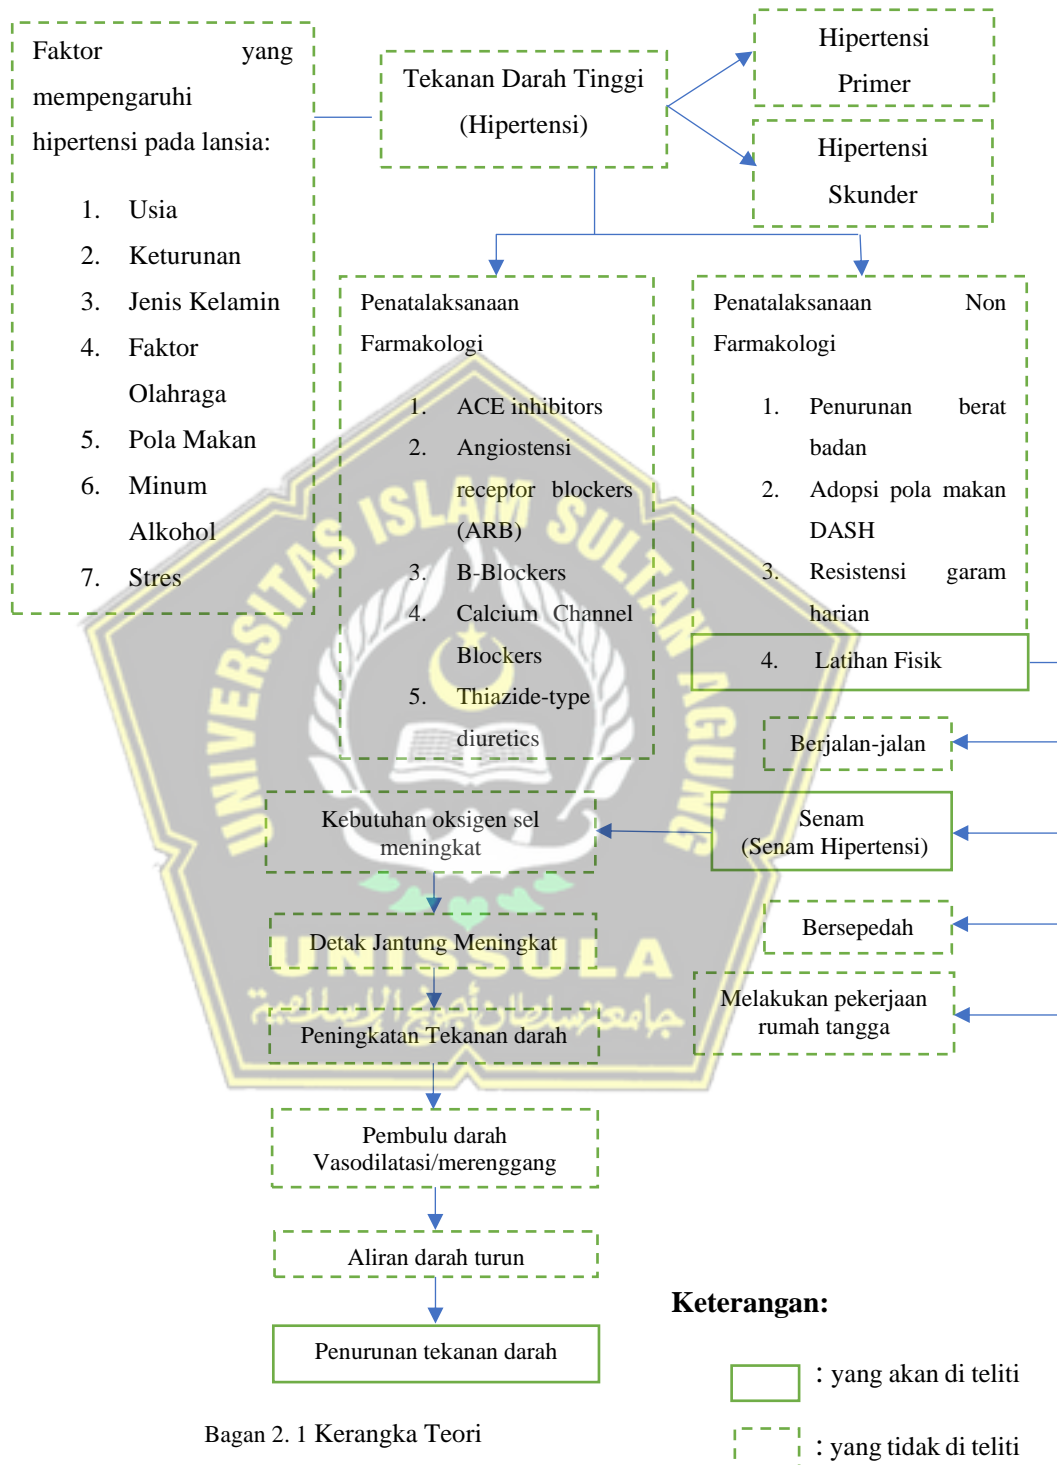 Faktor yang
mempengaruhi
hipertensi pada lansia:
1. Usia
2. Keturunan
3. Jenis Kelamin
4. Faktor
Olahraga
5. Pola Makan
6. Minum
Alkohol
7. Stres
Tekanan Darah Tinggi
(Hipertensi)
Hipertensi
Primer
Hipertensi
Skunder
Penatalaksanaan
Farmakologi
1. ACE inhibitors
2. Angiostensi
receptor blockers
(ARB)
3. B-Blockers
4. Calcium Channel
Blockers
5. Thiazide-type
diuretics
Penatalaksanaan Non
Farmakologi
1. Penurunan berat
badan
2. Adopsi pola makan
DASH
3. Resistensi garam
harian
4. Latihan Fisik
Berjalan-jalan
Senam
(Senam Hipertensi)
Bersepedah
Melakukan pekerjaan
rumah tangga
Kebutuhan oksigen sel
meningkat
Detak Jantung Meningkat
Peningkatan Tekanan darah
Pembulu darah
Vasodilatasi/merenggang
Aliran darah turun
Penurunan tekanan darah
Keterangan:
: yang akan di teliti
: yang tidak di teliti
Bagan 2. 1 Kerangka Teori
UNIVERSITAS ISLAM SULTAN AGUNG
UNISSULA
جامعة سلطان أجونج الإسلامية